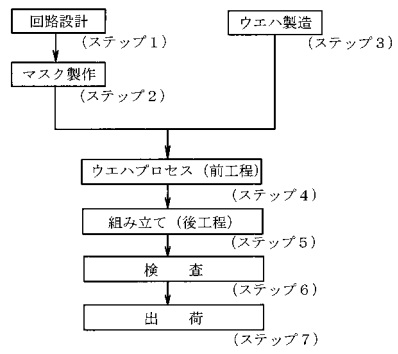 回路設計
(ステップ1)
ウエハ製造
(ステップ3)
マスク製作
(ステップ2)
ウエハプロセス (前工程)
(ステップ4)
組み立て (後工程)
(ステップ5)
検 査
(ステップ6)
出 荷
(ステップ7)